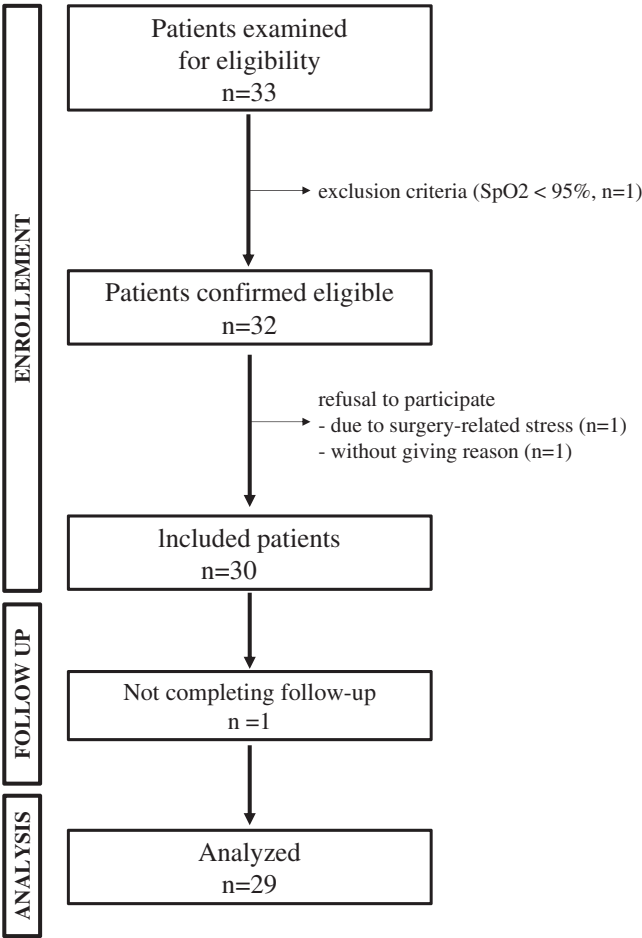 ENROLLEMENT
Patients examined
for eligibility
n=33
exclusion criteria (SpO2 < 95%, n=1)
Patients confirmed eligible
n=32
refusal to participate
- due to surgery-related stress (n=1)
- without giving reason (n=1)
Included patients
n=30
FOLLOW UP
Not completing follow-up
n =1
ANALYSIS
Analyzed
n=29